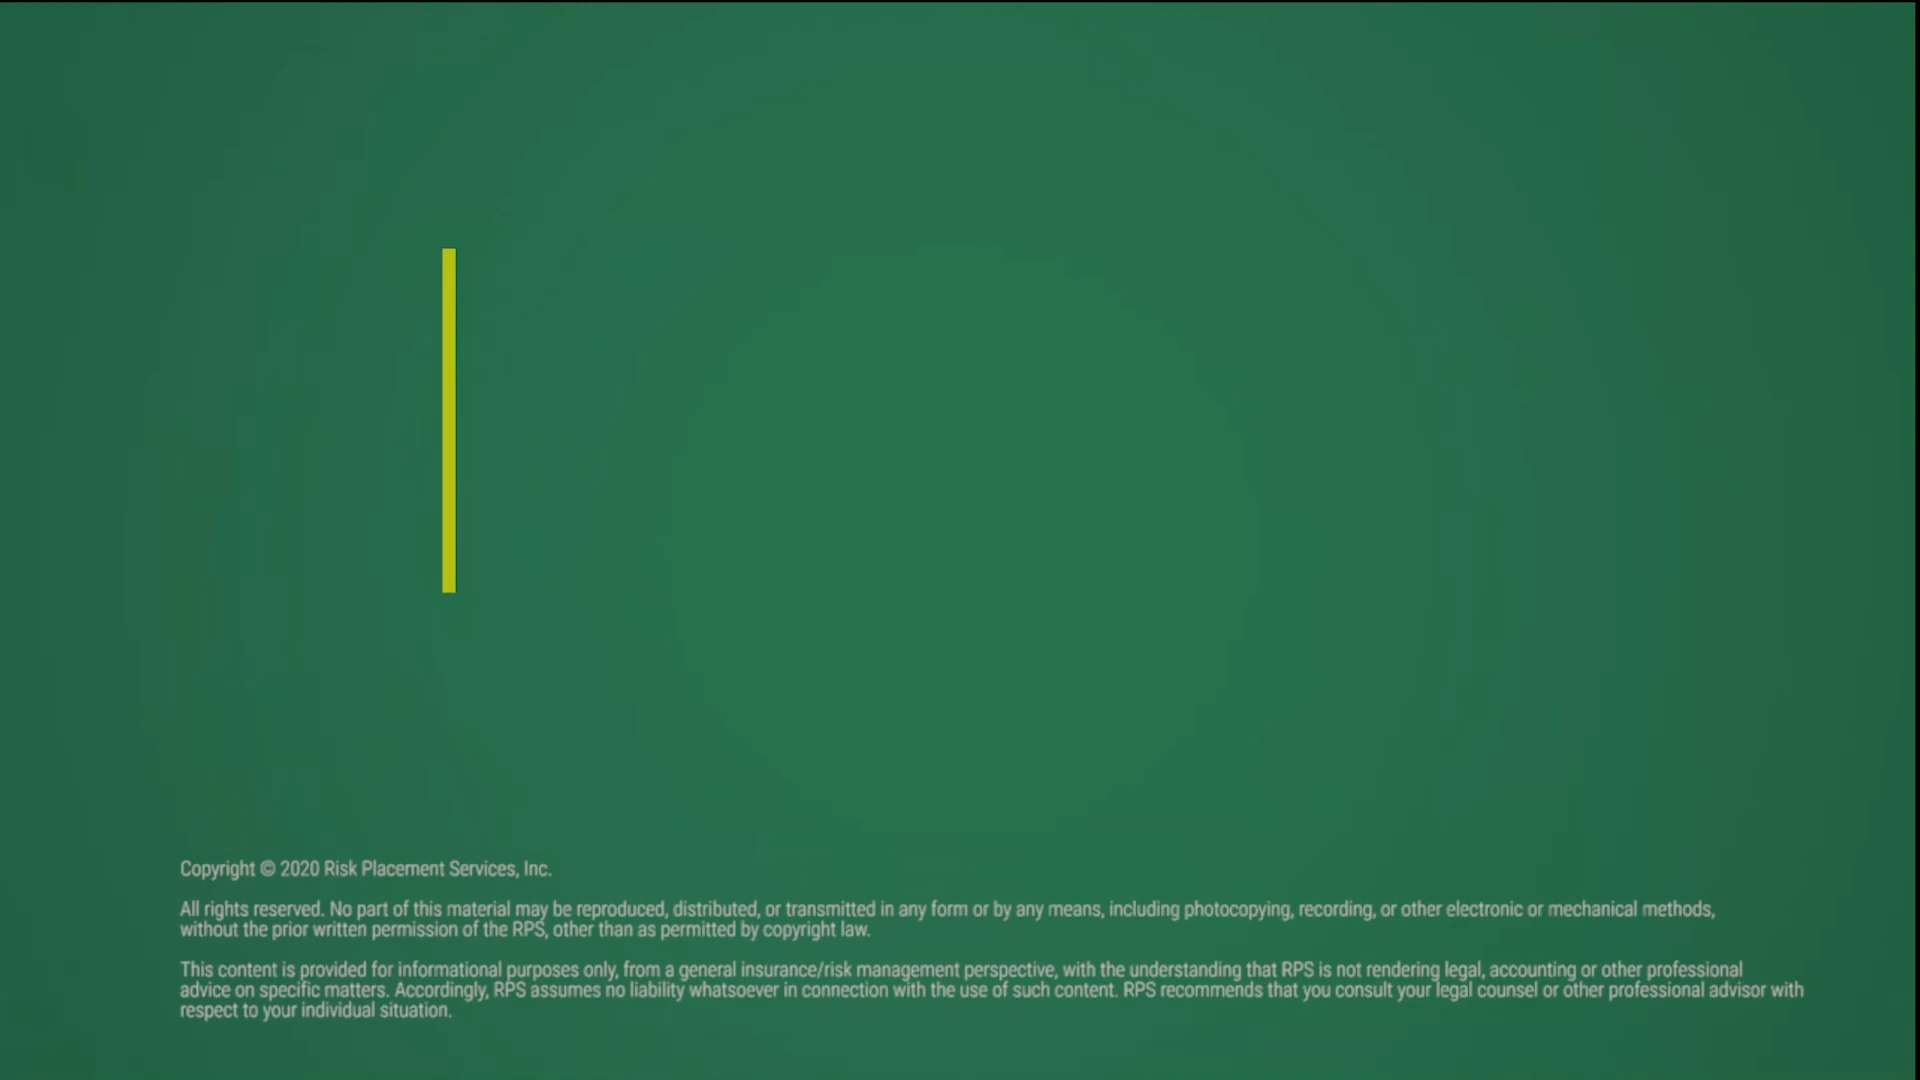 Copyright © 2020 Risk Placement Services, Inc.
All rights reserved. No part of this material may be reproduced, distributed, or transmitted in any form or by any means, including photocopying, recording, or other electronic or mechanical methods,
without the prior written permission of the RPS, other than as permitted by copyright law.
This content is provided for informational purposes only, from a general insurance/risk management perspective, with the understanding that RPS is not rendering legal, accounting or other professional
advice on specific matters. Accordingly, RPS assumes no liability whatsoever in connection with the use of such content. RPS recommends that you consult your legal counsel or other professional advisor with
respect to your individual situation.